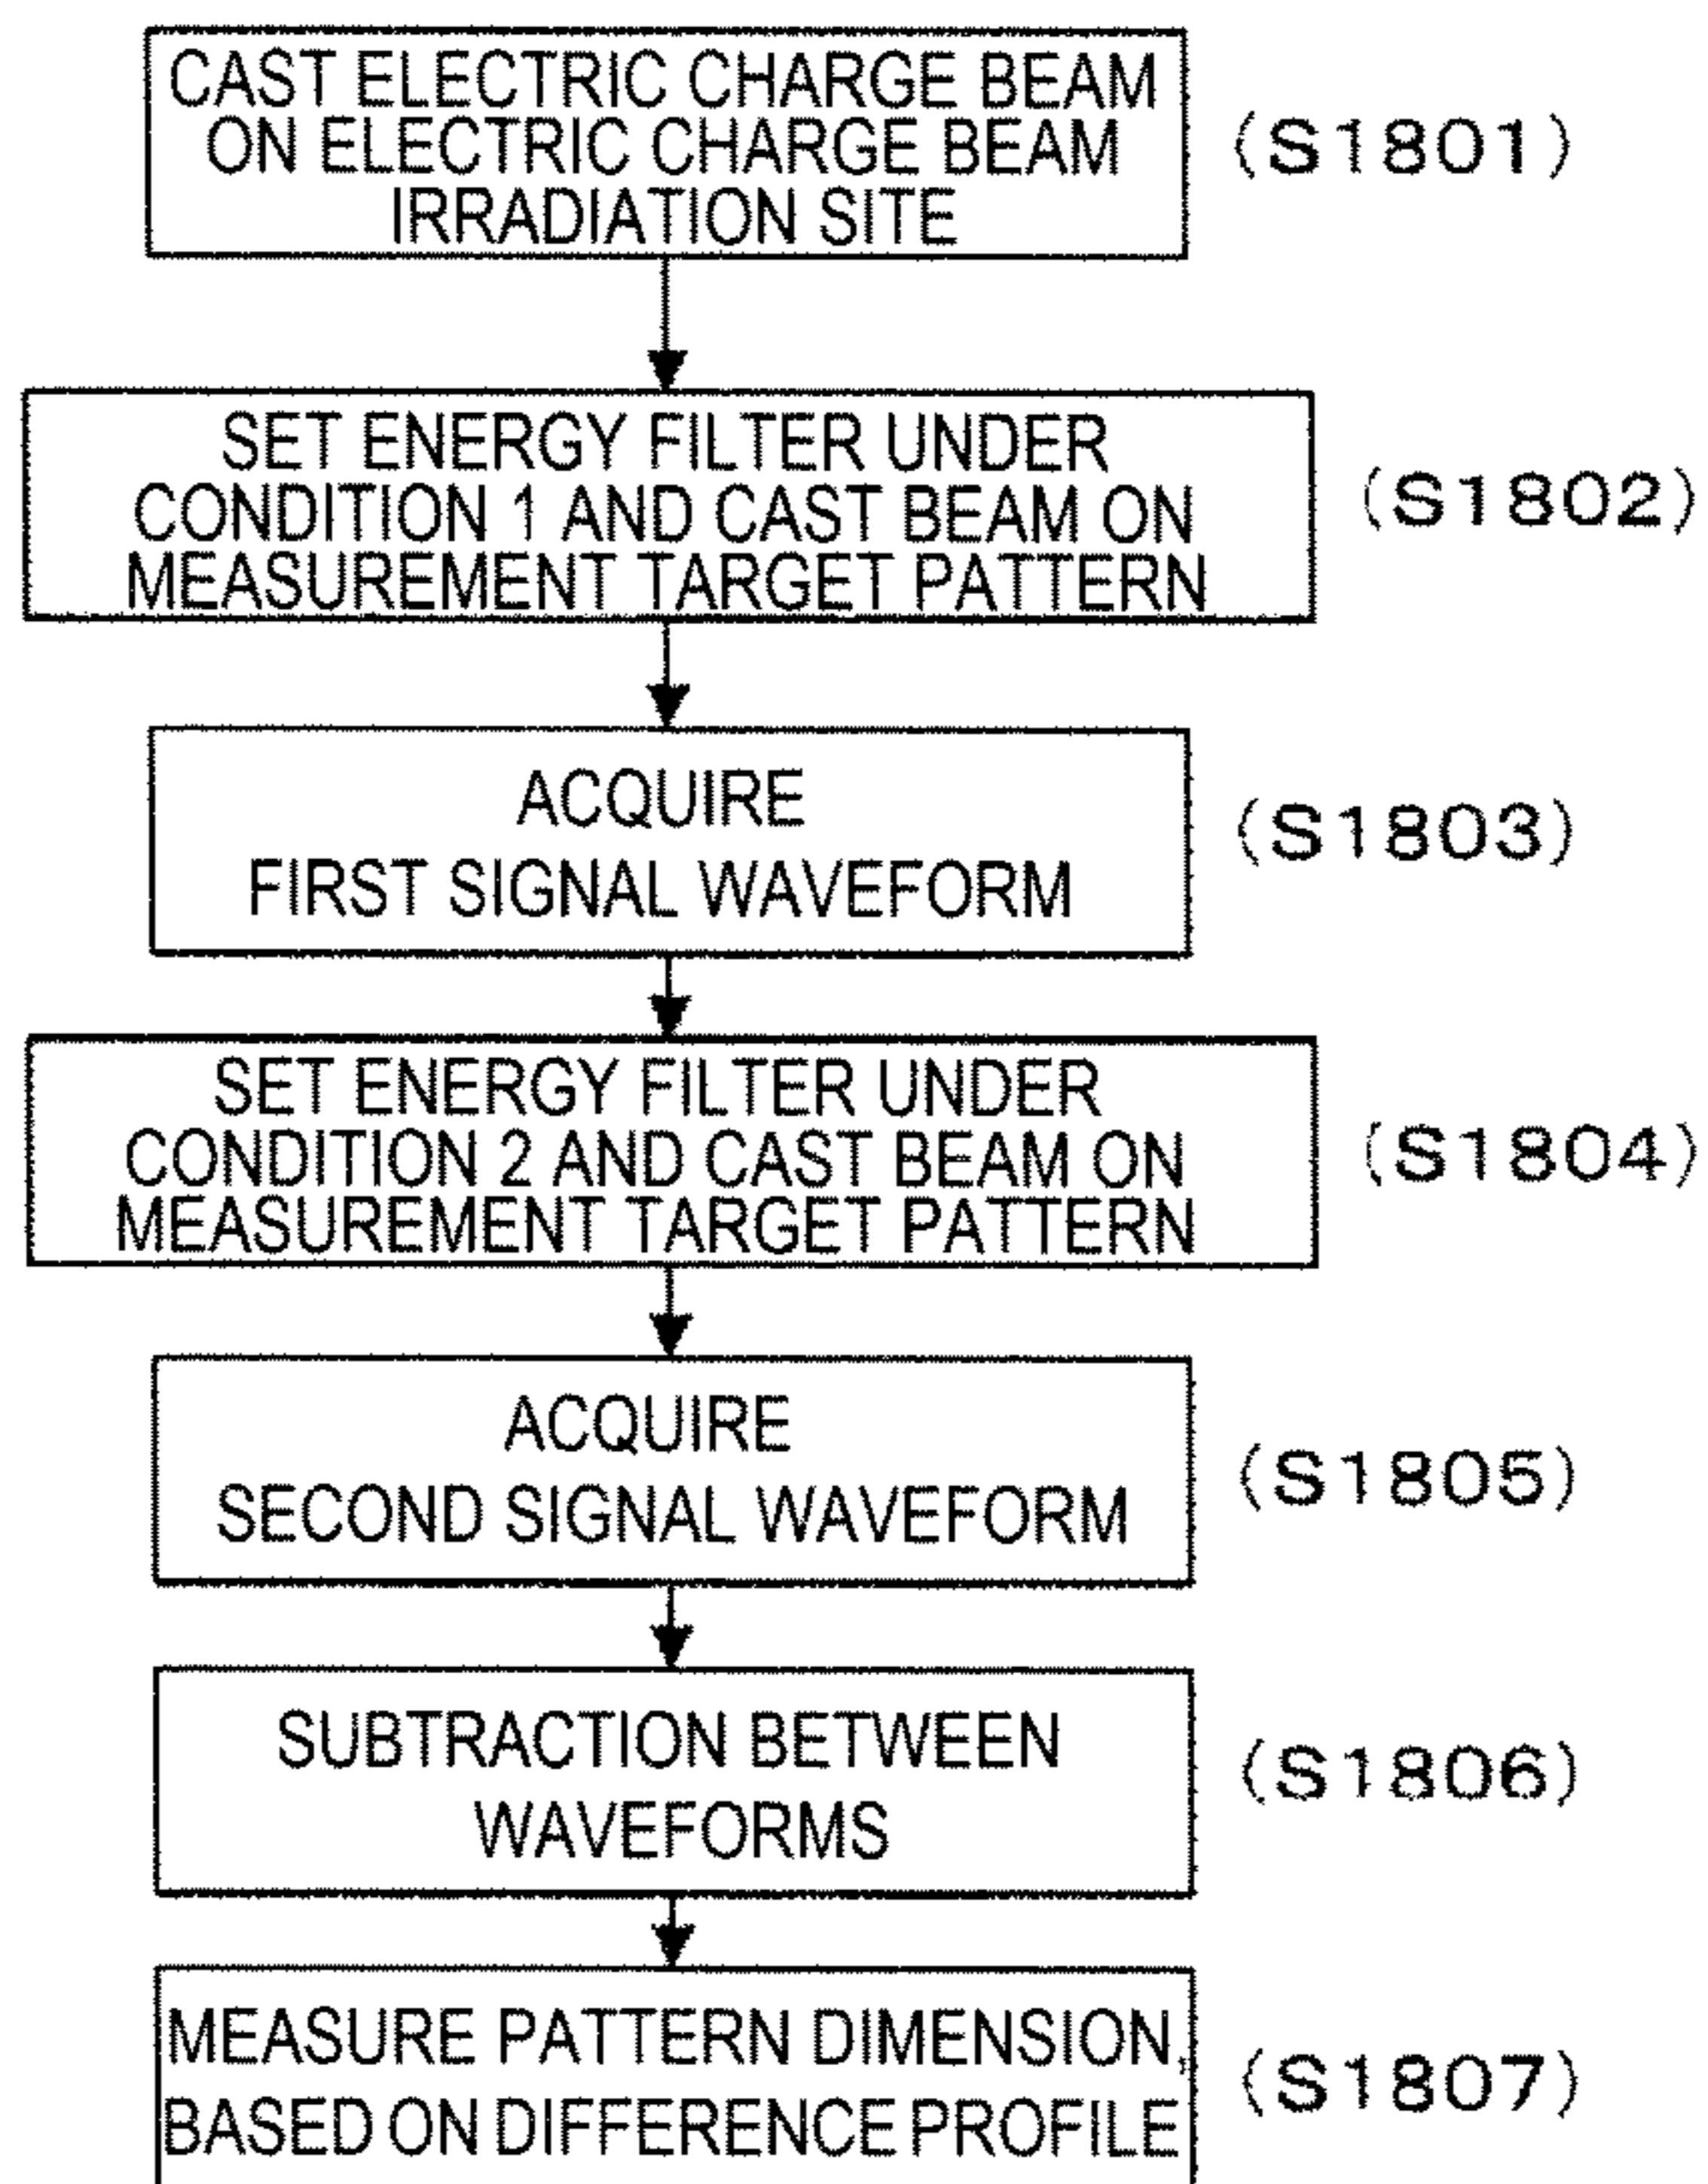 CAST ELECTRIC CHARGE BEAM
ON ELECTRIC CHARGE BEAM
IRRADIATION SITE
(S1801)
SET ENERGY FILTER UNDER
CONDITION 1 AND CAST BEAM ON
MEASUREMENT TARGET PATTERN
(S1802)
ACQUIRE
FIRST SIGNAL WAVEFORM
(S1803)
SET ENERGY FILTER UNDER
CONDITION 2 AND CAST BEAM ON
MEASUREMENT TARGET PATTERN
(S1804)
ACQUIRE
SECOND SIGNAL WAVEFORM
(S1805)
SUBTRACTION BETWEEN
WAVEFORMS
(S1806)
MEASURE PATTERN DIMENSION
BASED ON DIFFERENCE PROFILE
(S1807)